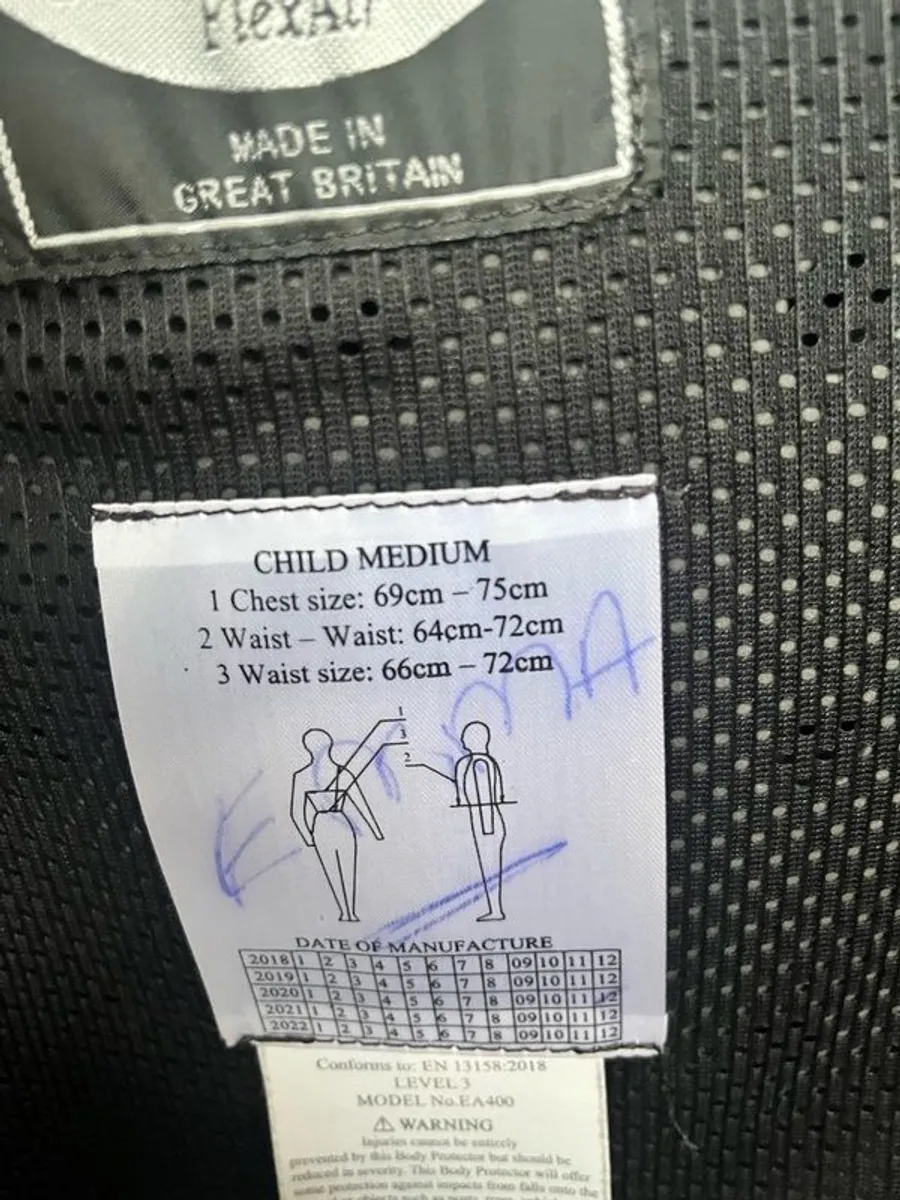 FlexAir
MADE IN
GREAT BRITAIN
CHILD MEDIUM
1 Chest size: 69cm – 75cm
2 Waist – Waist: 64cm-72cm
3 Waist size: 66cm – 72cm
EMMA
1
3
2
DATE OF MANUFACTURE
2018 1 2 3 4 5 6 7 8 09 10 11 12
2019 1 2 3 4 5 6 7 8 09 10 11 12
2020 1 2 3 4 5 6 7 8 09 10 11 12
2021 1 2 3 4 5 6 7 8 09 10 11 12
2022 1 2 3 4 5 6 7 8 09 10 11 12
Conforms to: EN 13158:2018
LEVEL 3
MODEL No.EA400
⚠ WARNING
Injuries cannot be entirely
prevented by this Body Protector but should be
reduced in severity. This Body Protector will offer
some protection against impacts from falls onto the
objects such as